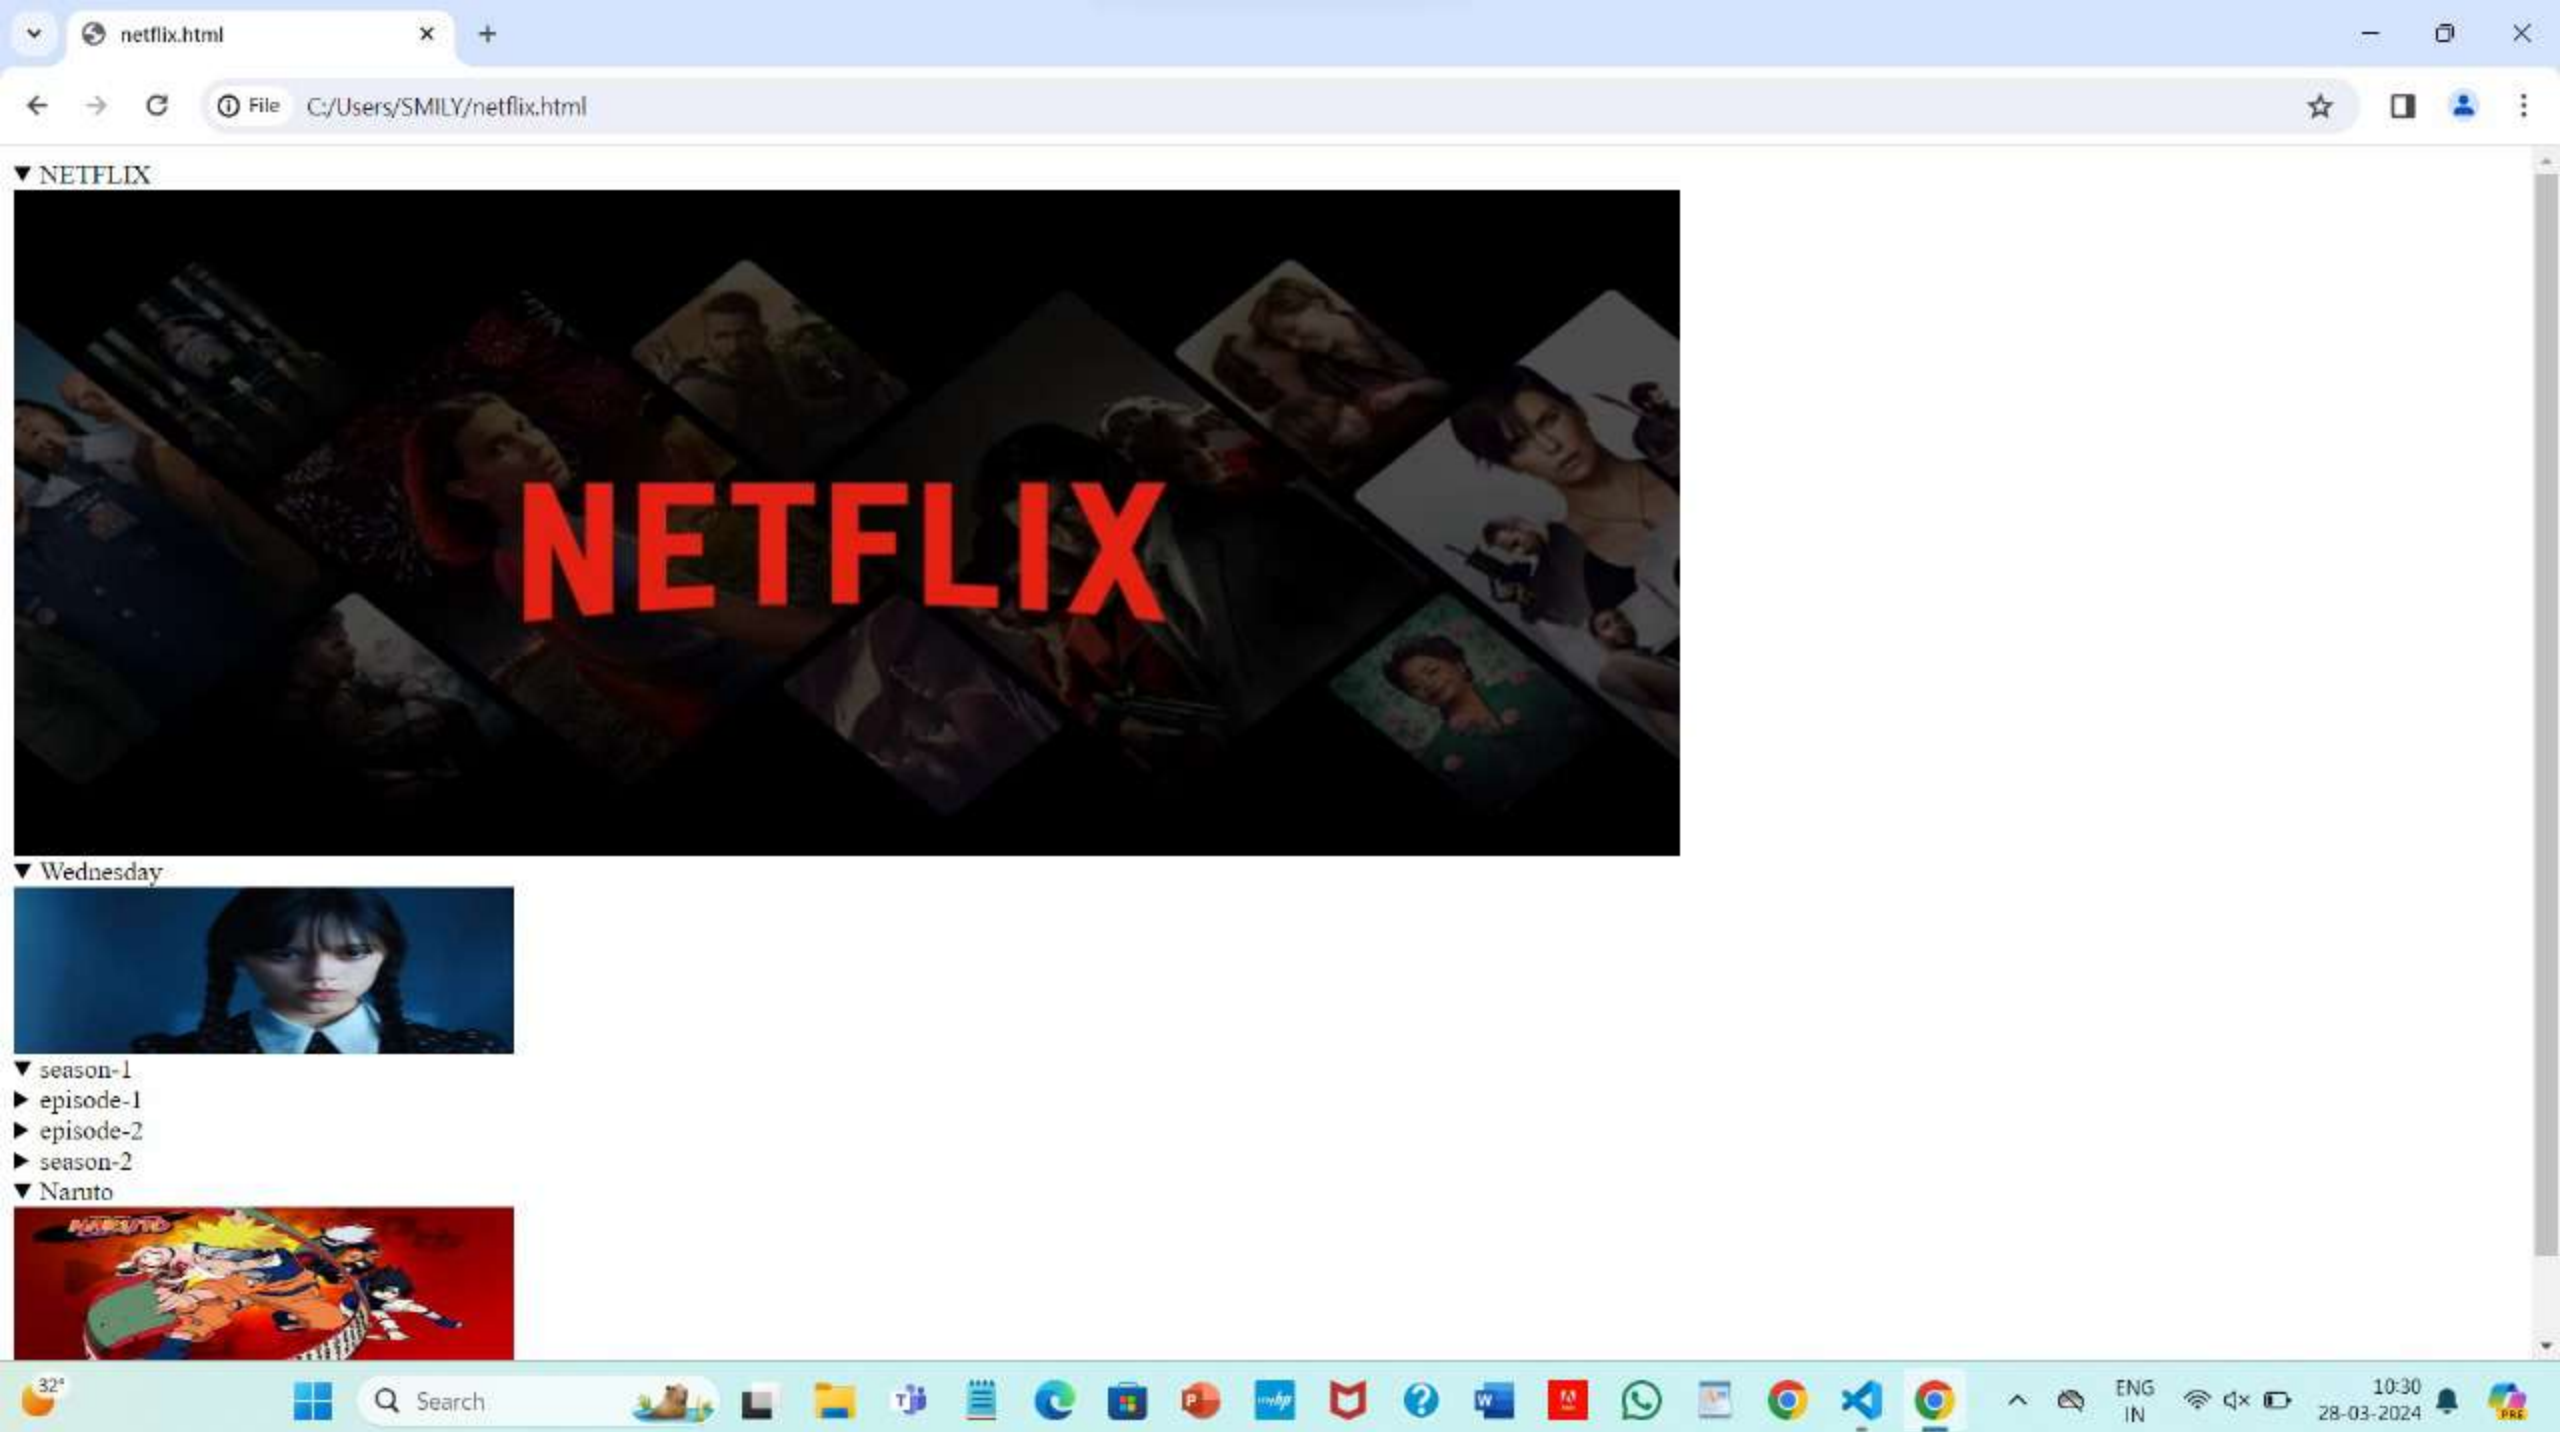 netflix.html
File C:/Users/SMILY/netflix.html
NETFLIX
NETFLIX
Wednesday
season-1
episode-1
episode-2
season-2
Naruto
NARUTO
32°
Search
ENG
IN
10:30
28-03-2024
PRE